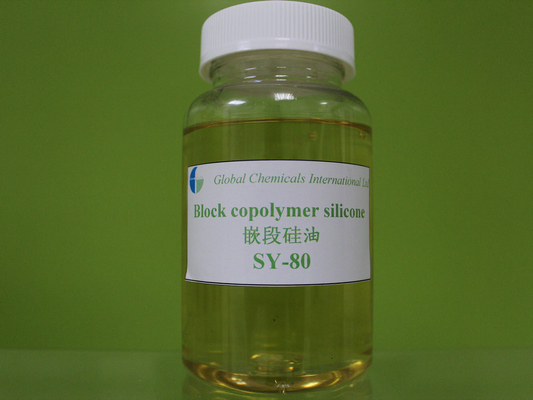 Global Chemicals International
Block copolymer silicone
嵌段硅油
SY-80